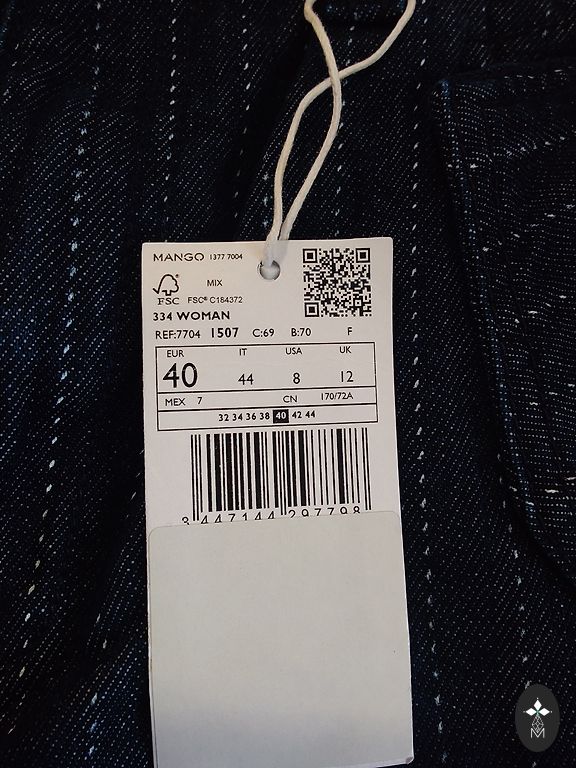 MANGO 1377 7004
MIX
FSC
FSC® C184372
334 WOMAN
REF:7704 1507 C:69 B:70 F
EUR IT USA UK
40 44 8 12
MEX 7 CN 170/72A
32 34 36 38 40 42 44
3 447144 297798
M